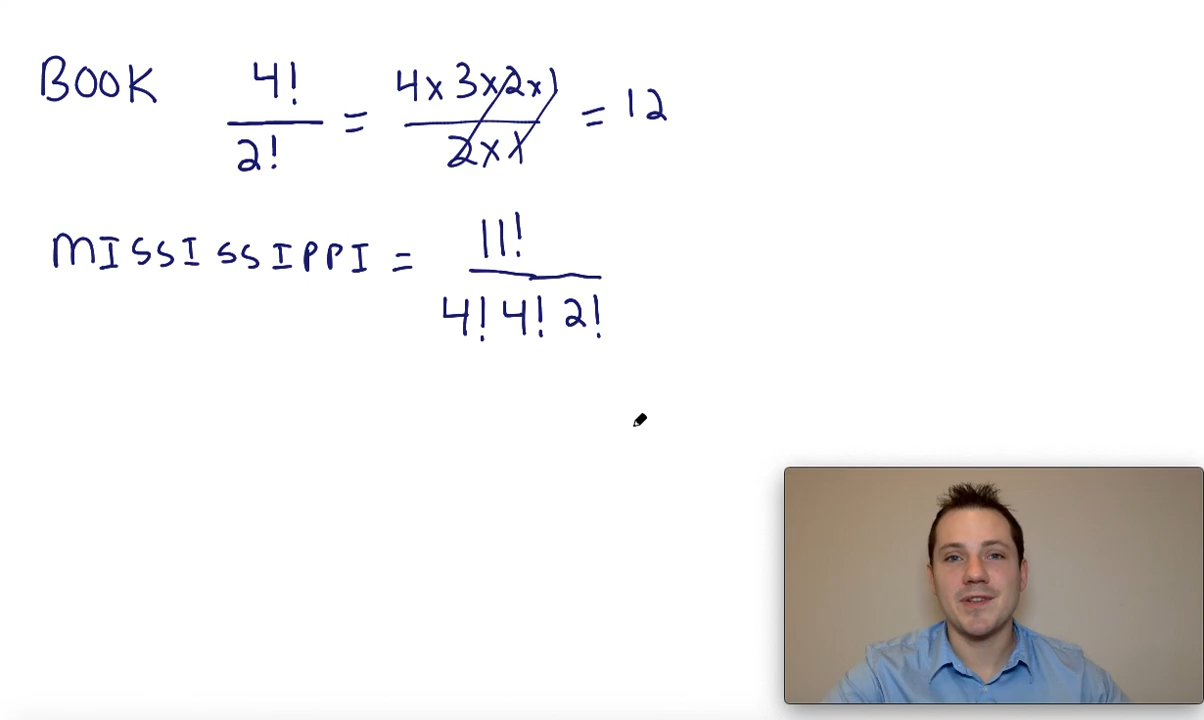 BOOK 4!/2! = 4x3x2x1/2x1 = 12
MISSISSIPPI = 11!/4!4!2!